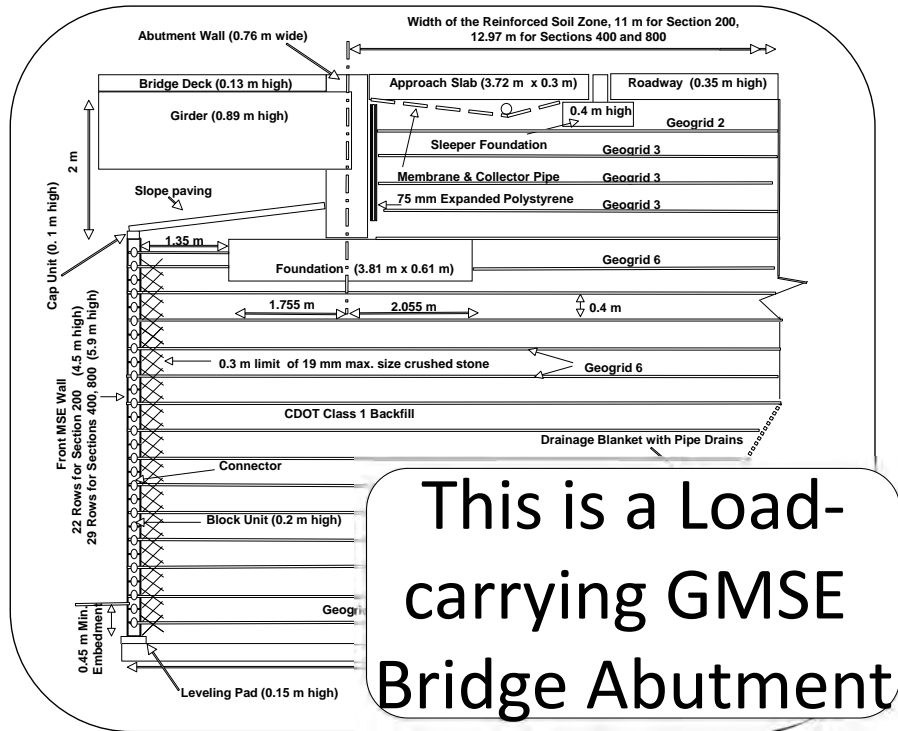 Width of the Reinforced Soil Zone, 11 m for Section 200,
12.97 m for Sections 400 and 800
Abutment Wall (0.76 m wide)
Bridge Deck (0.13 m high)
Approach Slab (3.72 m x 0.3 m)
Roadway (0.35 m high)
Girder (0.89 m high)
0.4 m high
Geogrid 2
2 m
Sleeper Foundation
Geogrid 3
Membrane & Collector Pipe
Geogrid 3
Slope paving
75 mm Expanded Polystyrene
Geogrid 3
Cap Unit (0. 1 m high)
1.35 m
Foundation (3.81 m x 0.61 m)
Geogrid 6
1.755 m
2.055 m
0.4 m
0.3 m limit of 19 mm max. size crushed stone
Geogrid 6
Front MSE Wall
22 Rows for Section 200 (4.5 m high)
29 Rows for Sections 400, 800 (5.9 m high)
CDOT Class 1 Backfill
Drainage Blanket with Pipe Drains
Connector
Block Unit (0.2 m high)
0.45 m Min.
Embedment
Leveling Pad (0.15 m high)
This is a Load-
carrying GMSE
Bridge Abutment